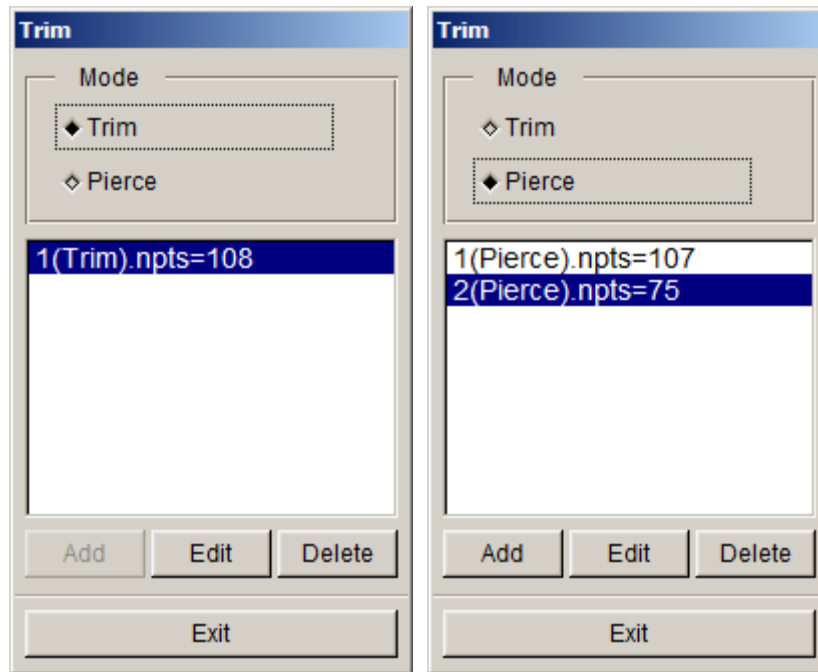 Trim
Mode
Trim
Pierce
1(Trim).npts=108
Add Edit Delete
Exit
Trim
Mode
Trim
Pierce
1(Pierce).npts=107
2(Pierce).npts=75
Add Edit Delete
Exit